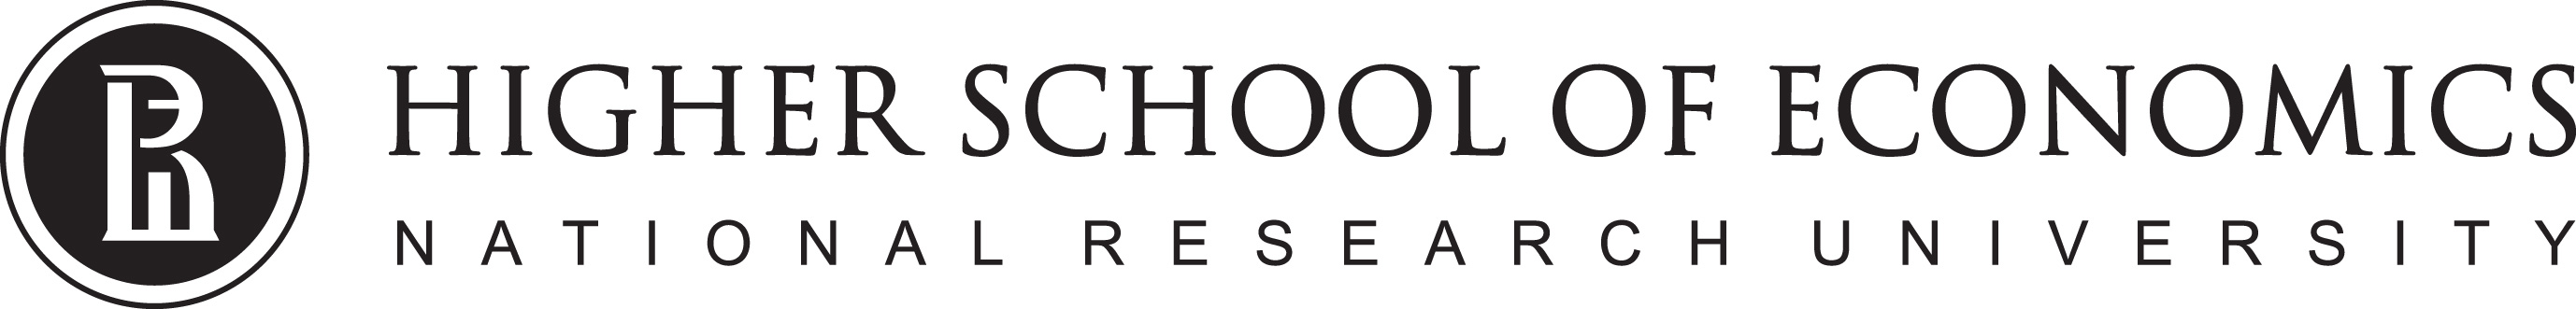 HIGHER SCHOOL OF ECONOMICS
NATIONAL RESEARCH UNIVERSITY